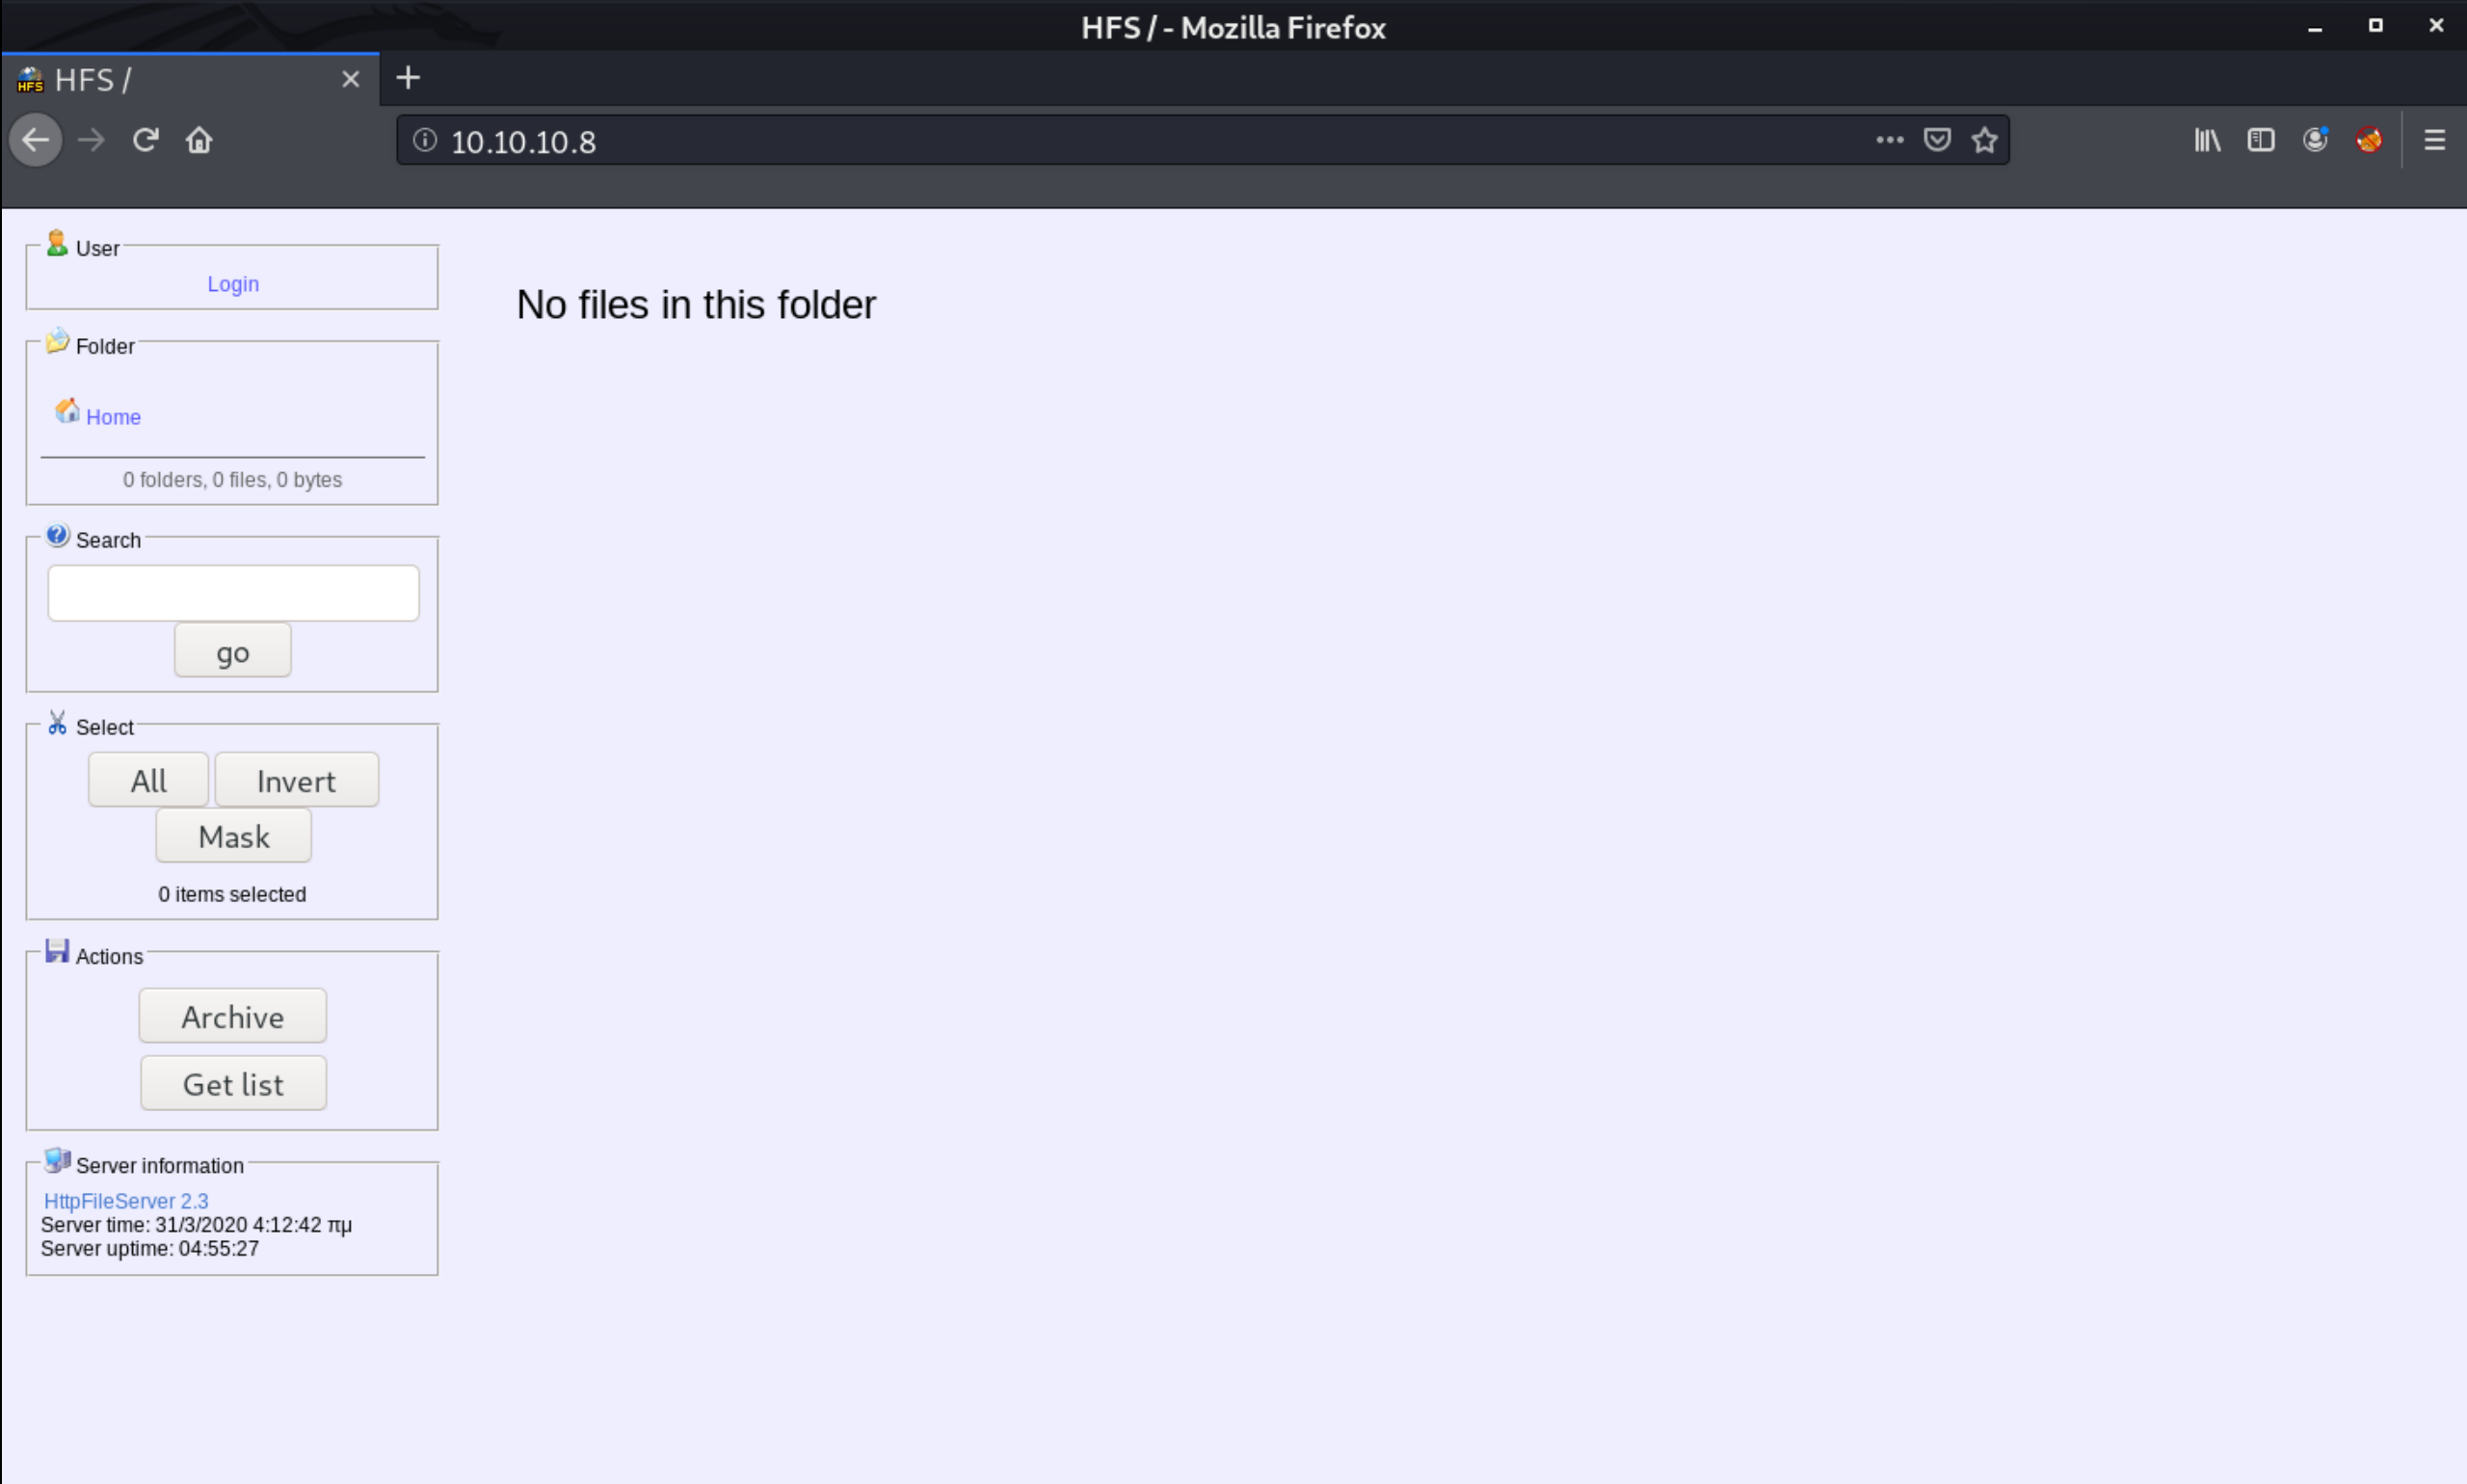 HFS / - Mozilla Firefox
HFS /
10.10.10.8
User
Login
Folder
Home
0 folders, 0 files, 0 bytes
Search
go
Select
All Invert
Mask
0 items selected
Actions
Archive
Get list
Server information
HttpFileServer 2.3
Server time: 31/3/2020 4:12:42 πμ
Server uptime: 04:55:27
No files in this folder